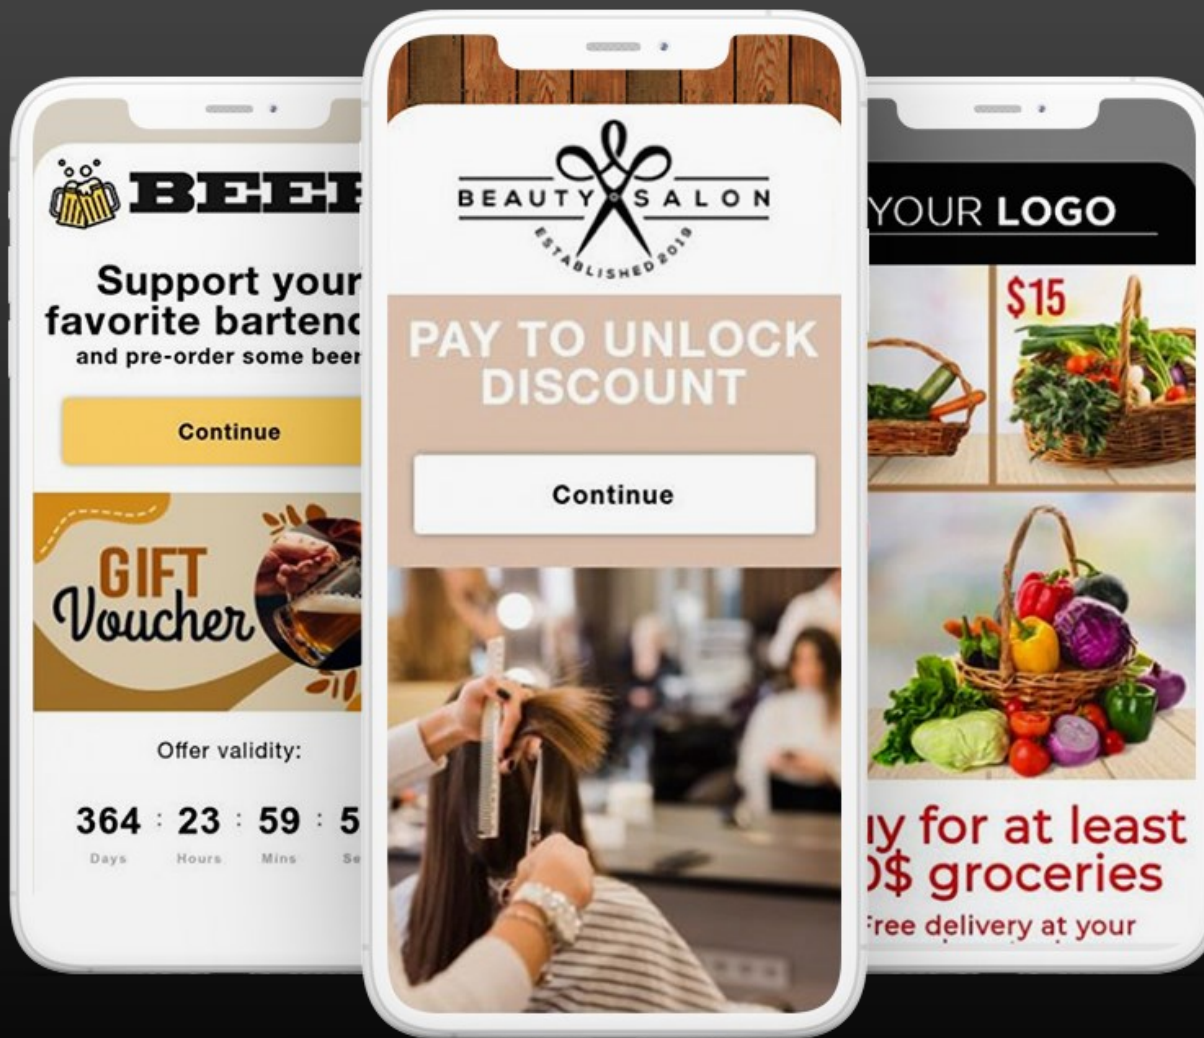 BEER
Support your
favorite
and pre-order some beer
Continue
GIFT
Voucher
Offer validity:
364 : 23 : 59 : 5
Days Hours Mins Se
BEAUTY SALON
ESTABLISHED 2019
PAY TO UNLOCK
DISCOUNT
Continue
YOUR LOGO
$15
for at least
0$ groceries
Free delivery at your